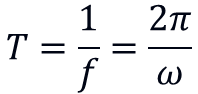 T = 1/f = 2π/ω